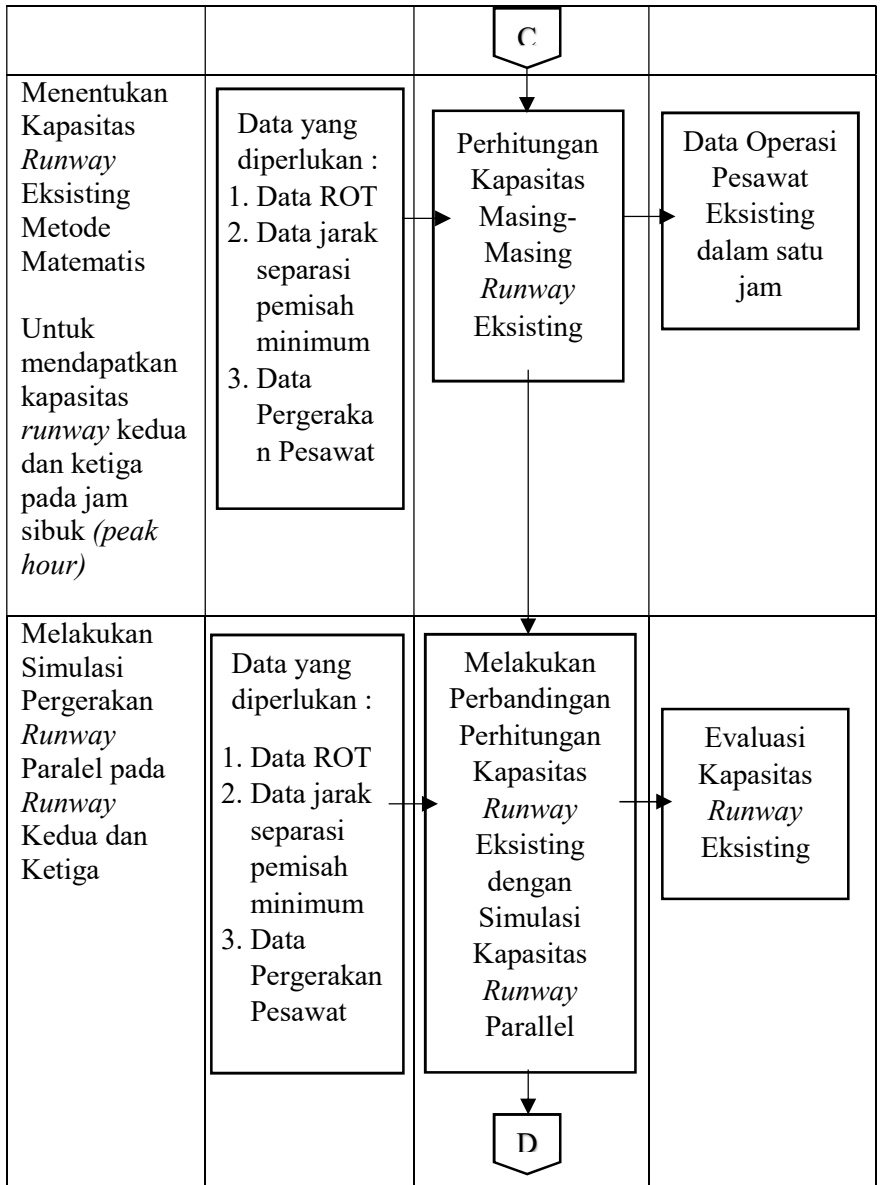 C
Menentukan
Kapasitas
Runway
Eksisting
Metode
Matematis
Untuk
mendapatkan
kapasitas
runway kedua
dan ketiga
pada jam
sibuk (peak
hour)
Data yang
diperlukan :
1. Data ROT
2. Data jarak
separasi
pemisah
minimum
3. Data
Pergeraka
n Pesawat
Perhitungan
Kapasitas
Masing-
Masing
Runway
Eksisting
Data Operasi
Pesawat
Eksisting
dalam satu
jam
Melakukan
Simulasi
Pergerakan
Runway
Paralel pada
Runway
Kedua dan
Ketiga
Data yang
diperlukan :
1. Data ROT
2. Data jarak
separasi
pemisah
minimum
3. Data
Pergerakan
Pesawat
Melakukan
Perbandingan
Perhitungan
Kapasitas
Runway
Eksisting
dengan
Simulasi
Kapasitas
Runway
Parallel
Evaluasi
Kapasitas
Runway
Eksisting
D